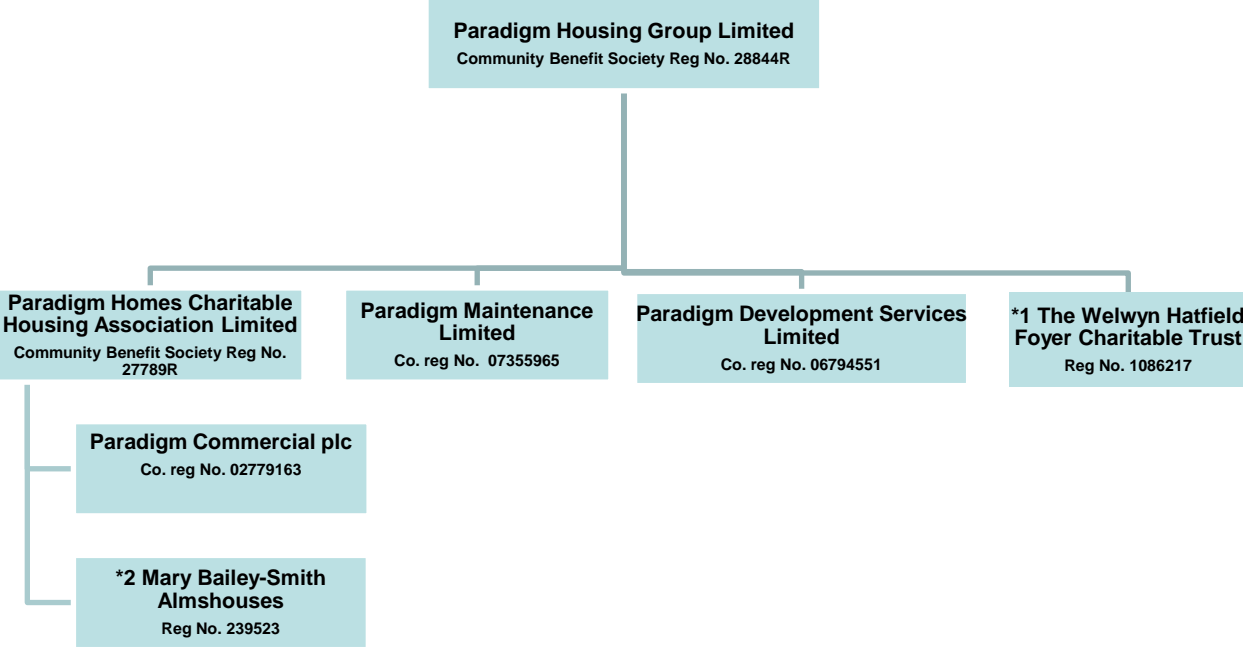 Paradigm Housing Group Limited
Community Benefit Society Reg No. 28844R
Paradigm Homes Charitable
Housing Association Limited
Community Benefit Society Reg No.
27789R
Paradigm Maintenance
Limited
Co. reg No. 07355965
Paradigm Development Services
Limited
Co. reg No. 06794551
*1 The Welwyn Hatfield
Foyer Charitable Trust
Reg No. 1086217
Paradigm Commercial plc
Co. reg No. 02779163
*2 Mary Bailey-Smith
Almshouses
Reg No. 239523